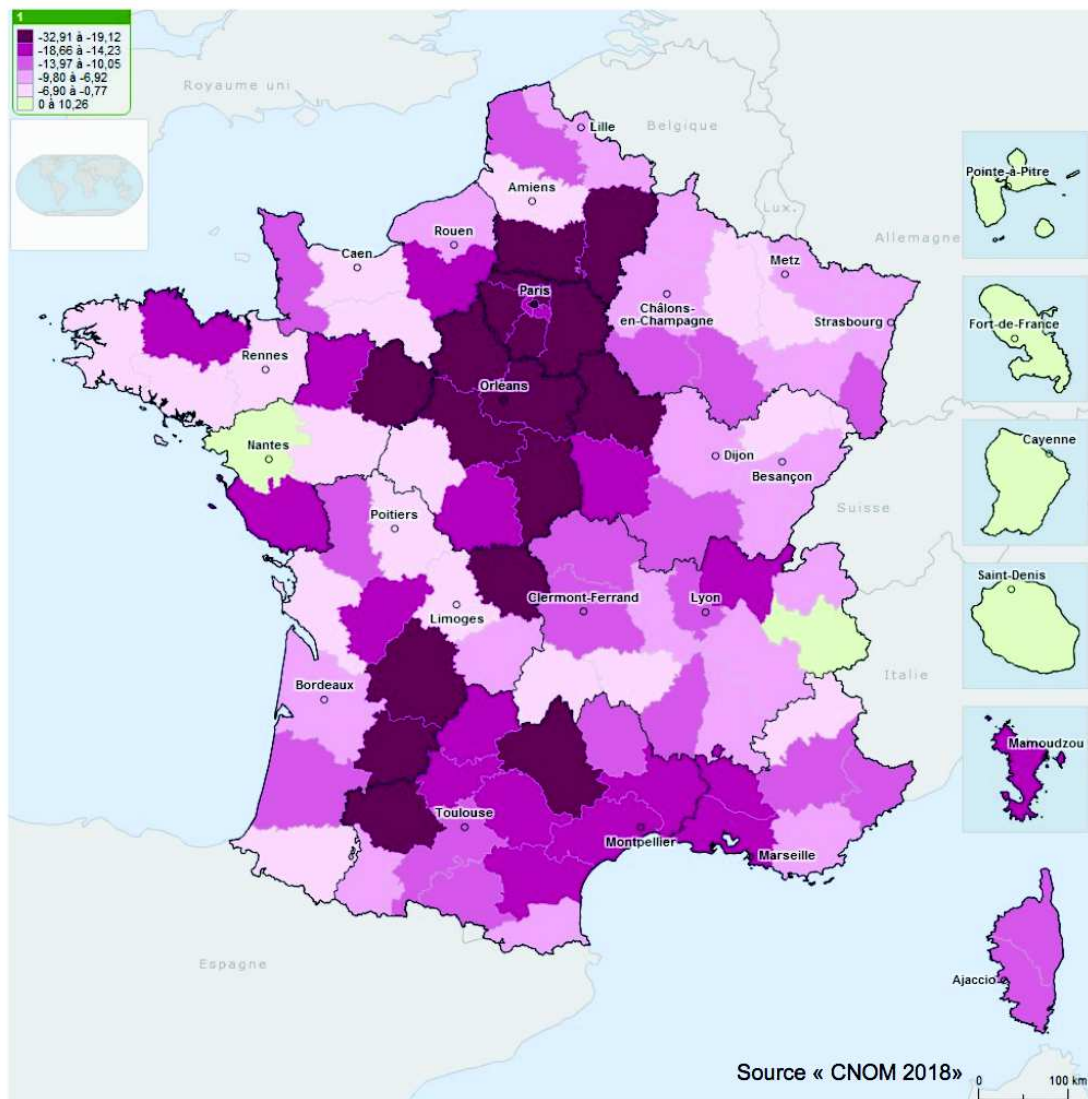 1
-32,91 à -19,12
-18,66 à -14,23
-13,97 à -10,05
-9,80 à -6,92
-6,90 à -0,77
0 à 10,26
Royaume uni
Lille
Belgique
Pointe-à-Pitre
Amiens
Lux.
Rouen
Allemagne
Caen
Metz
Paris
Châlons-
en-Champagne
Strasbourg
Fort-de-France
Rennes
Orléans
Nantes
Dijon
Besançon
Cayenne
Suisse
Poitiers
Saint-Denis
Clermont-Ferrand
Lyon
Limoges
Italie
Bordeaux
Mamoudzou
Toulouse
Montpellier
Marseille
Espagne
Ajaccio
Source « CNOM 2018»
0
100 km